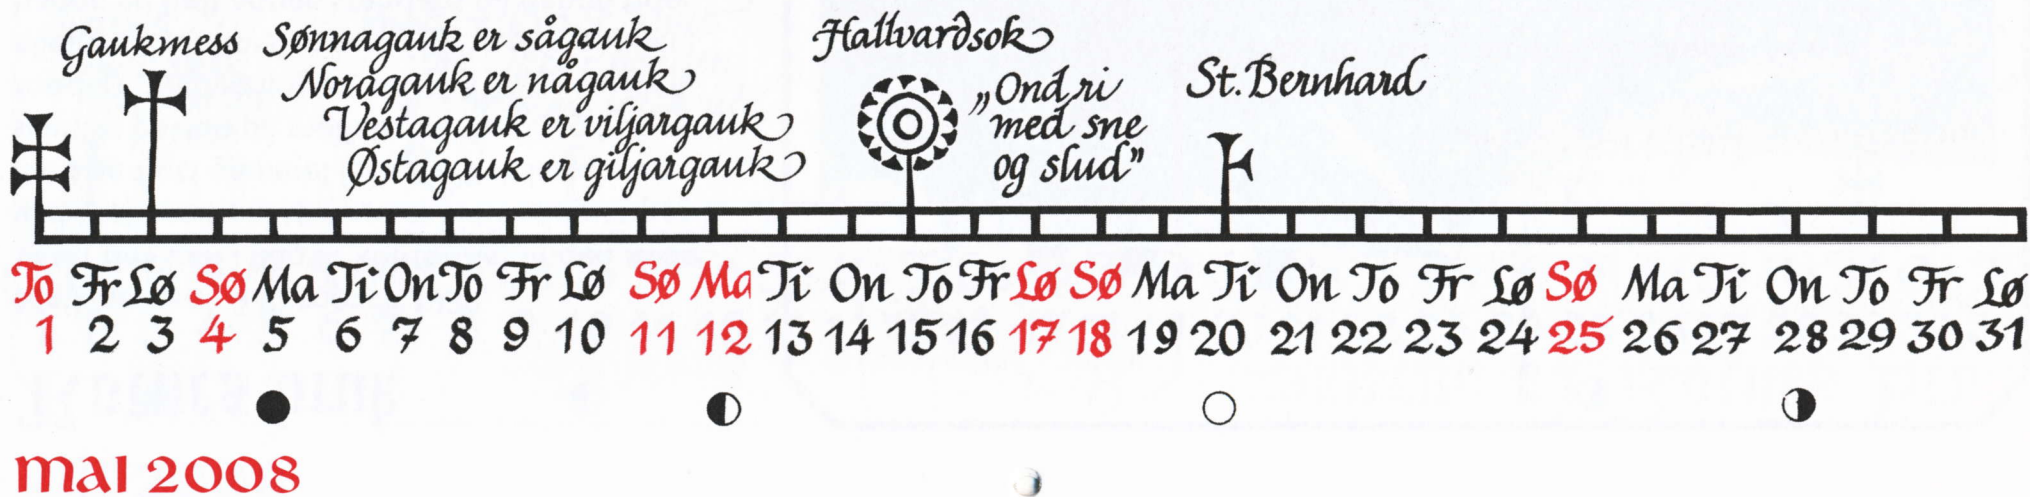 Gaukmess Sønnagauk er sågauk Hallvardsok
Noragauk er någauk „Ond ri St. Bernhard
Vestagauk er viljargauk med sne
Østagauk er giljargauk og slud”
To Fr Lø Sø Ma Ti On To Fr Lø Sø Ma Ti On To Fr Lø Sø Ma Ti On To Fr Lø Sø Ma Ti On To Fr Lø
1 2 3 4 5 6 7 8 9 10 11 12 13 14 15 16 17 18 19 20 21 22 23 24 25 26 27 28 29 30 31
MAI 2008